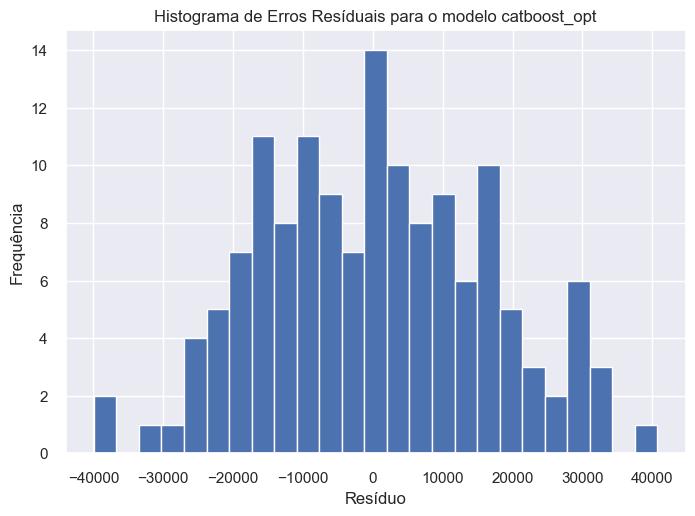 Histograma de Erros Resíduais para o modelo catboost_opt
Frequência
14
12
10
8
6
4
2
0
−40000 −30000 −20000 −10000 0 10000 20000 30000 40000
Resíduo